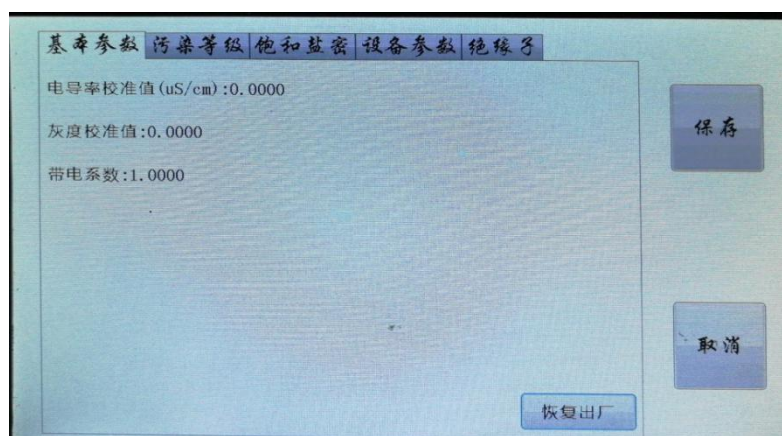 基本参数 污染等级 饱和盐密 设备参数 绝缘子
电导率校准值(uS/cm):0.0000
灰度校准值:0.0000
带电系数:1.0000
保存
取消
恢复出厂